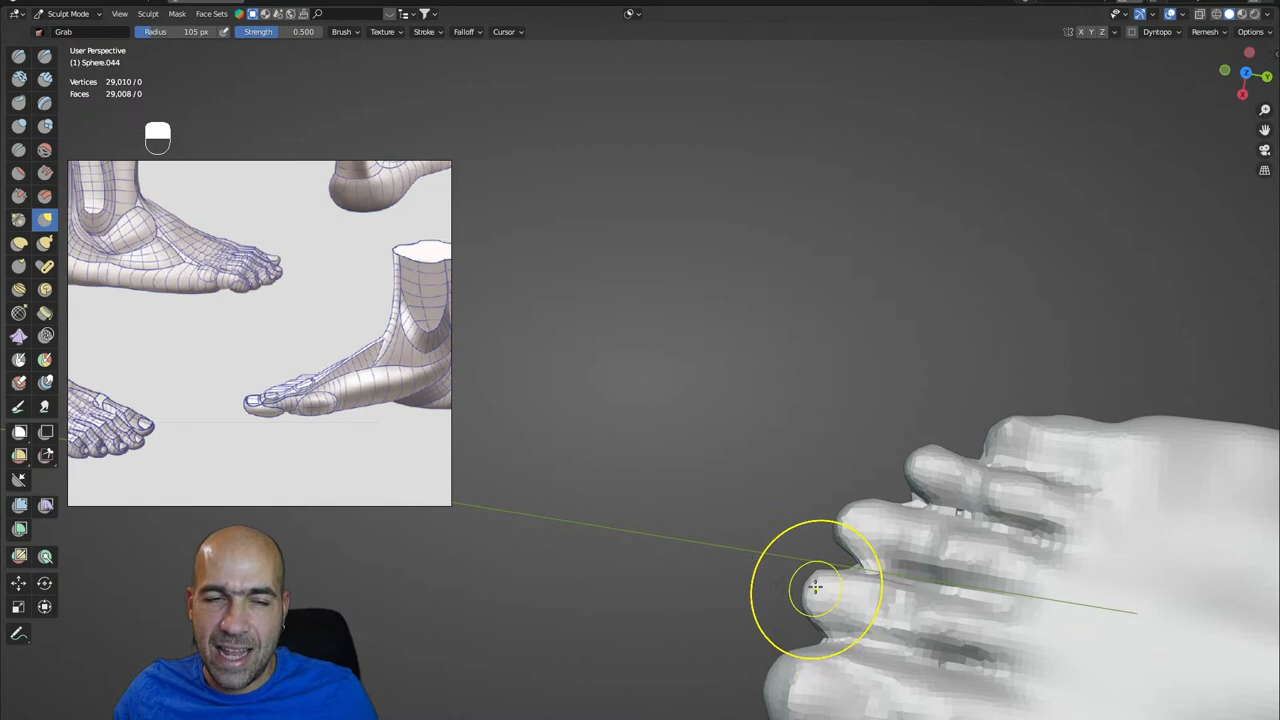 Sculpt Mode View Sculpt Mask Face Sets
Grab Radius 105 px Strength 0.500 Brush Texture Stroke Falloff Cursor X Y Z Dyntopo Remesh Options
User Perspective
(1) Sphere.044
Vertices 29,010 / 0
Faces 29,008 / 0
Z
Y
X